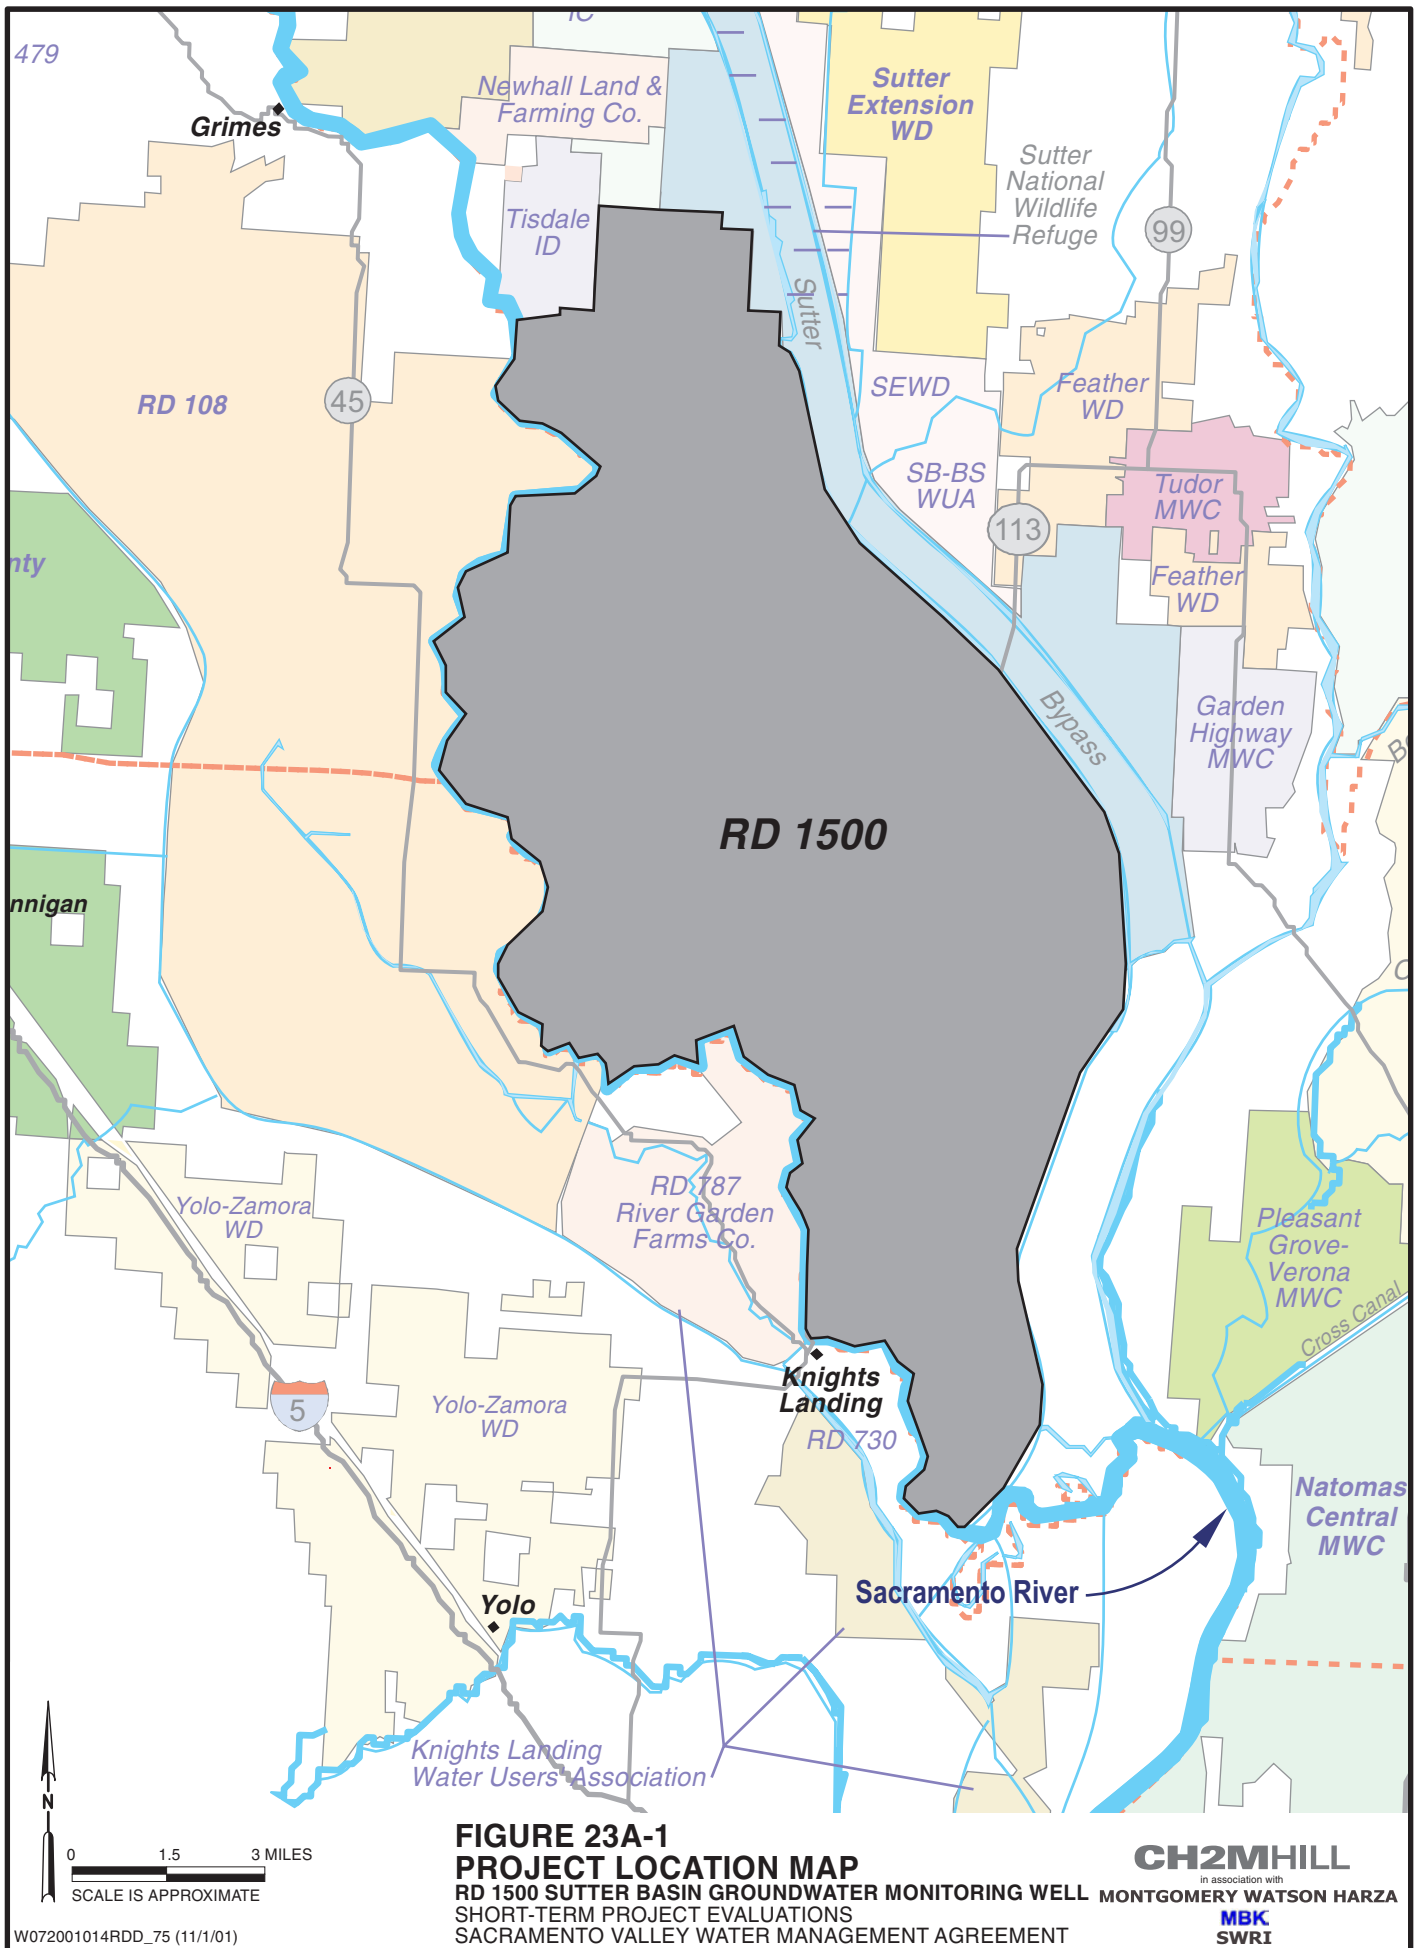 IC
479
Newhall Land &
Farming Co.
Grimes
Sutter
Extension
WD
Sutter
National
Wildlife
Refuge
99
Tisdale
ID
Sutter
RD 108
45
SEWD
Feather
WD
SB-BS
WUA
Tudor
MWC
113
nty
Feather
WD
Bypass
Garden
Highway
MWC
RD 1500
nnigan
RD 787
River Garden
Farms Co.
Yolo-Zamora
WD
Pleasant
Grove-
Verona
MWC
Cross Canal
Knights
Landing
5
Yolo-Zamora
WD
RD 730
Natomas
Central
MWC
Sacramento River
Yolo
Knights Landing
Water Users' Association
N
0 1.5 3 MILES
SCALE IS APPROXIMATE
W072001014RDD_75 (11/1/01)
FIGURE 23A-1
PROJECT LOCATION MAP
RD 1500 SUTTER BASIN GROUNDWATER MONITORING WELL
SHORT-TERM PROJECT EVALUATIONS
SACRAMENTO VALLEY WATER MANAGEMENT AGREEMENT
CH2MHILL
in association with
MONTGOMERY WATSON HARZA
MBK
SWRI